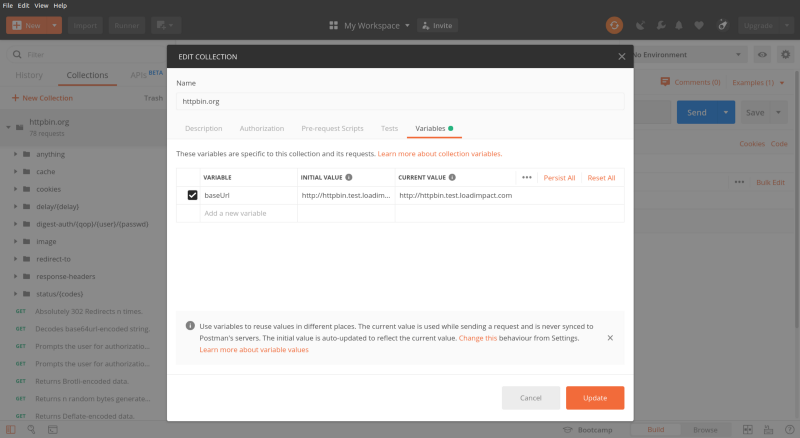 File Edit View Help
New
Import
Runner
My Workspace
Invite
Upgrade
Filter
No Environment
History
Collections
APIs BETA
Comments (0)
Examples (1)
+ New Collection
Trash
httpbin.org
78 requests
Send
Save
Cookies Code
Bulk Edit
anything
cache
cookies
delay/{delay}
digest-auth/{qop}/{user}/{passwd}
image
redirect-to
response-headers
status/{codes}
GET Absolutely 302 Redirects n times.
GET Decodes base64url-encoded string.
GET Prompts the user for authorizatio...
GET Prompts the user for authorizatio...
GET Returns Brotli-encoded data.
GET Returns n random bytes generate...
GET Returns Deflate-encoded data.
EDIT COLLECTION
Name
httpbin.org
Description
Authorization
Pre-request Scripts
Tests
Variables
These variables are specific to this collection and its requests. Learn more about collection variables.
VARIABLE
INITIAL VALUE
CURRENT VALUE
Persist All
Reset All
baseUrl
http://httpbin.test.loadim...
http://httpbin.test.loadimpact.com
Add a new variable
Use variables to reuse values in different places. The current value is used while sending a request and is never synced to
Postman's servers. The initial value is auto-updated to reflect the current value. Change this behaviour from Settings.
Learn more about variable values
Cancel
Update
Bootcamp
Build
Browse